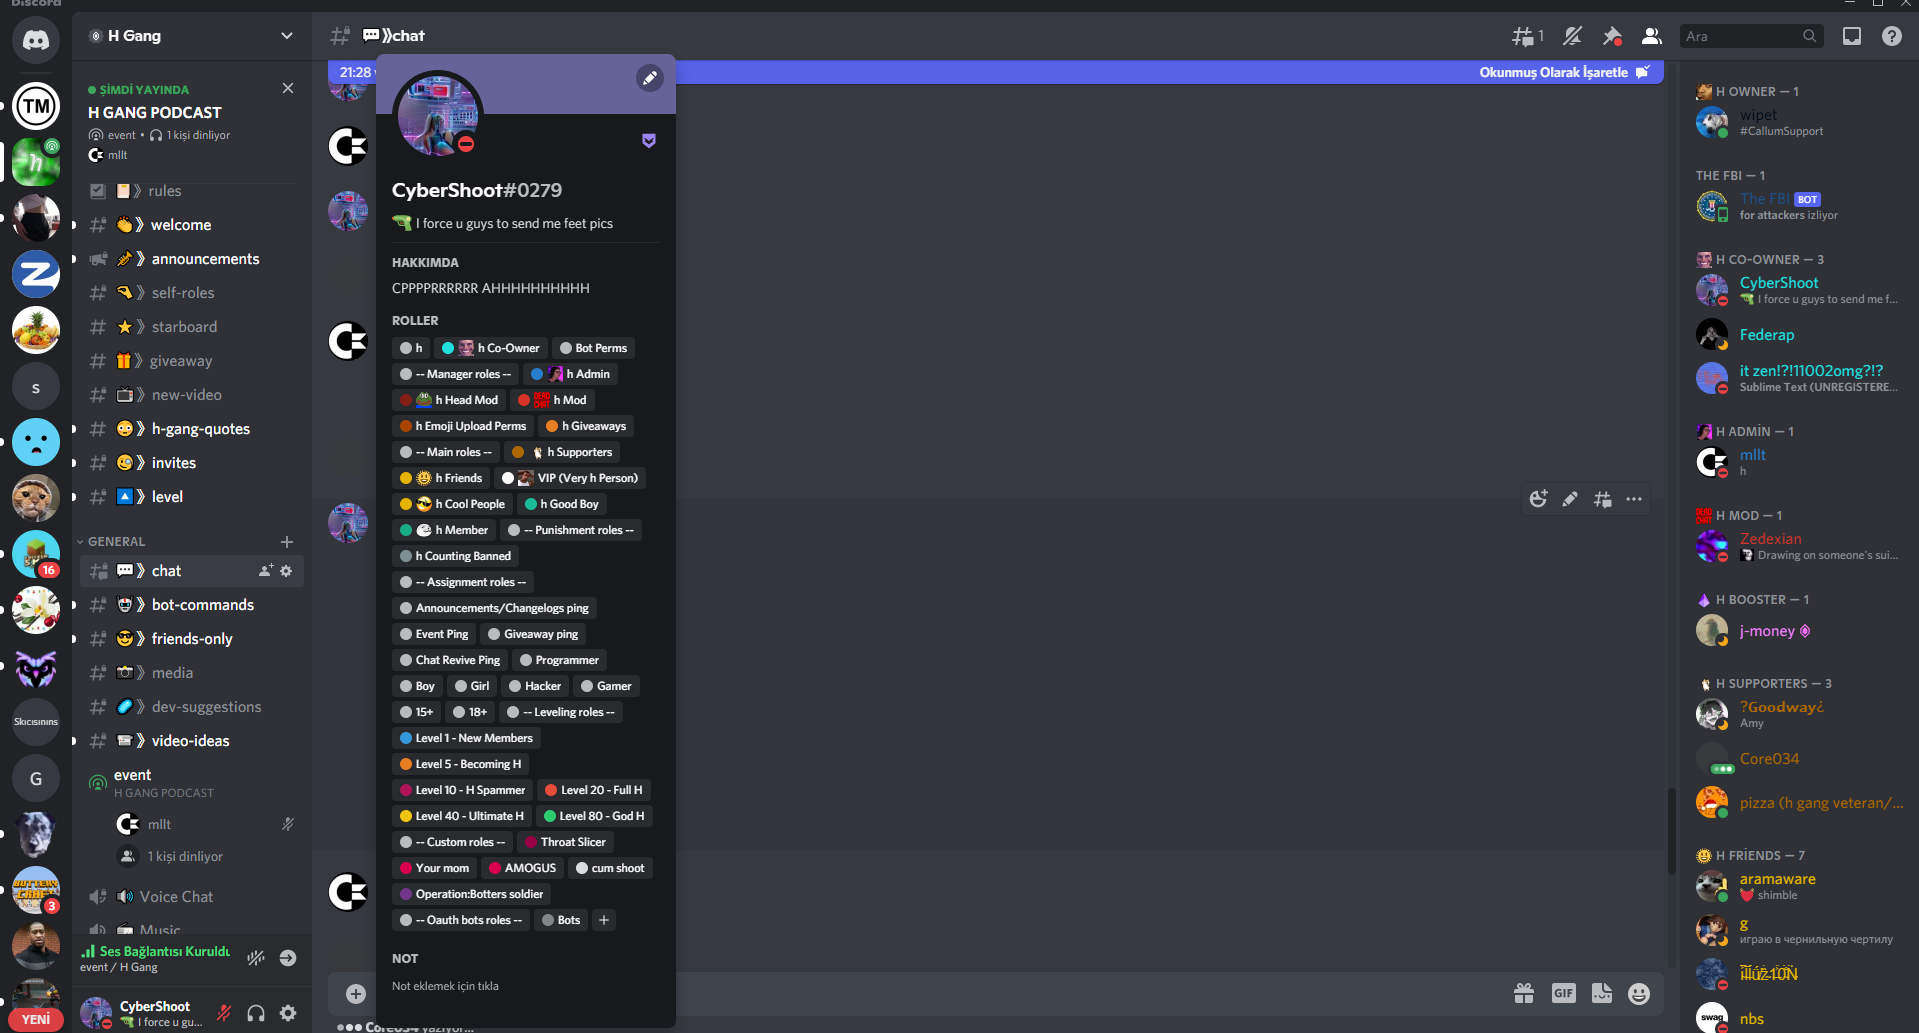 Discord
TM
S
16
Skıcısınıns
G
3
YENİ
H Gang
ŞİMDİ YAYINDA
H GANG PODCAST
event • 1 kişi dinliyor
mllt
rules
welcome
announcements
self-roles
starboard
giveaway
new-video
h-gang-quotes
invites
level
GENERAL
chat
bot-commands
friends-only
media
dev-suggestions
video-ideas
event
H GANG PODCAST
mllt
1 kişi dinliyor
Voice Chat
Music
Ses Bağlantısı Kuruldu
event / H Gang
CyberShoot
I force u gu...
chat
1
Ara
21:28
Okunmuş Olarak İşaretle
CyberShoot#0279
I force u guys to send me feet pics
HAKKIMDA
CPPPPRRRRRR AHHHHHHHHHH
ROLLER
h h Co-Owner Bot Perms
-- Manager roles -- h Admin
h Head Mod h Mod
h Emoji Upload Perms h Giveaways
-- Main roles -- h Supporters
h Friends VIP (Very h Person)
h Cool People h Good Boy
h Member -- Punishment roles --
h Counting Banned
-- Assignment roles --
Announcements/Changelogs ping
Event Ping Giveaway ping
Chat Revive Ping Programmer
Boy Girl Hacker Gamer
15+ 18+ -- Leveling roles --
Level 1 - New Members
Level 5 - Becoming H
Level 10 - H Spammer Level 20 - Full H
Level 40 - Ultimate H Level 80 - God H
-- Custom roles -- Throat Slicer
Your mom AMOGUS cum shoot
Operation:Botters soldier
-- Oauth bots roles -- Bots +
NOT
Not eklemek için tıkla
GIF
Core034 yazıyor...
H OWNER — 1
wipet
#CallumSupport
THE FBI — 1
The FBI BOT
for attackers izliyor
H CO-OWNER — 3
CyberShoot
I force u guys to send me f...
Federap
it zen!?!11002omg?!?
Sublime Text (UNREGISTERE...
H ADMİN — 1
mllt
h
H MOD — 1
Zedexian
Drawing on someone's sui...
H BOOSTER — 1
j-money
H SUPPORTERS — 3
?Goodway¿
Amy
Core034
pizza (h gang veteran/...
H FRİENDS — 7
aramaware
shimble
g
играю в чернильную чертилу
swag
nbs